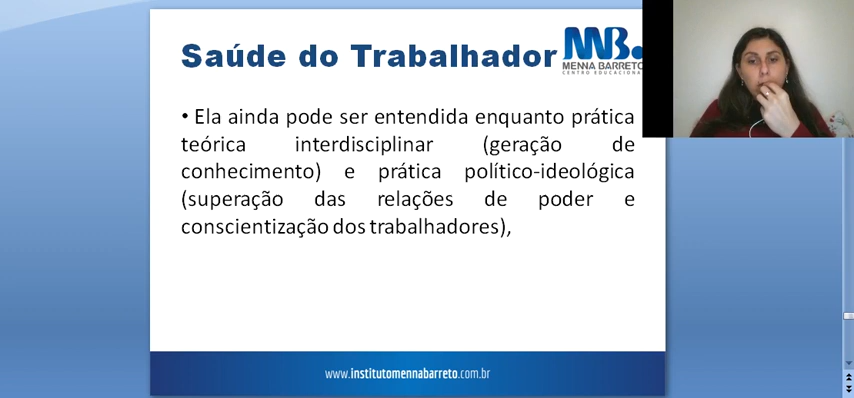 Saúde do Trabalhador
MB.
MENNA BARRETO
CENTRO EDUCACIONAL
• Ela ainda pode ser entendida enquanto prática
teórica interdisciplinar (geração de
conhecimento) e prática político-ideológica
(superação das relações de poder e
conscientização dos trabalhadores),
www.institutomennabarreto.com.br